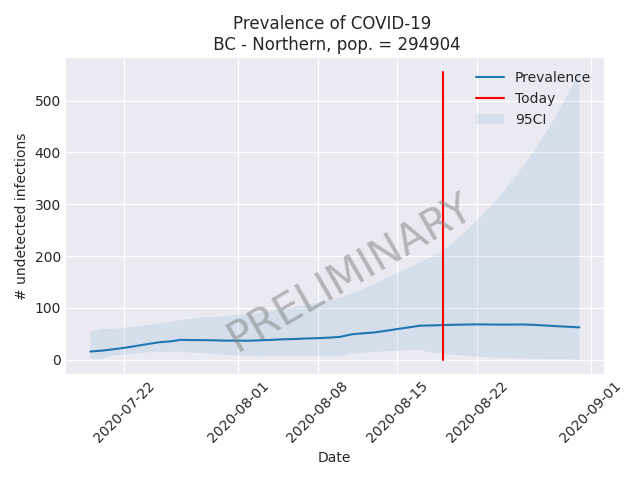 Prevalence of COVID-19
BC - Northern, pop. = 294904
Prevalence
Today
95CI
# undetected infections
500
400
300
200
100
0
PRELIMINARY
2020-07-22
2020-08-01
2020-08-08
2020-08-15
2020-08-22
2020-09-01
Date